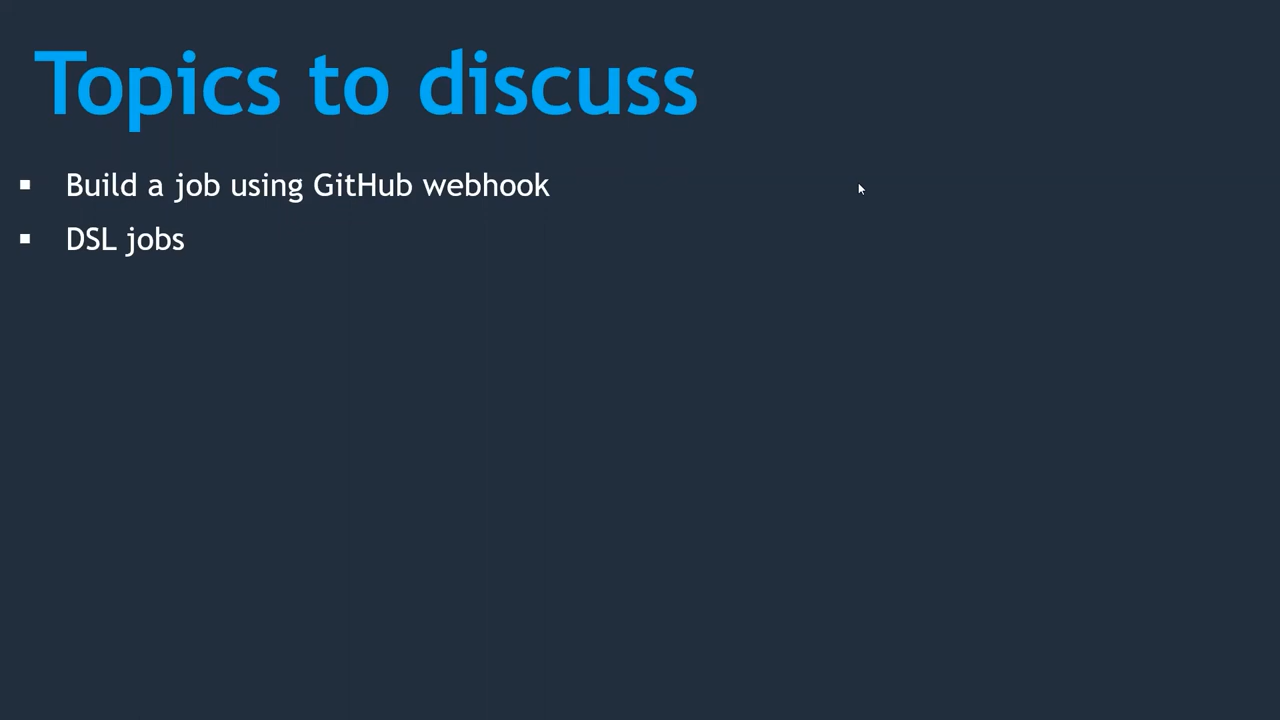 Topics to discuss
▪ Build a job using GitHub webhook
▪ DSL jobs